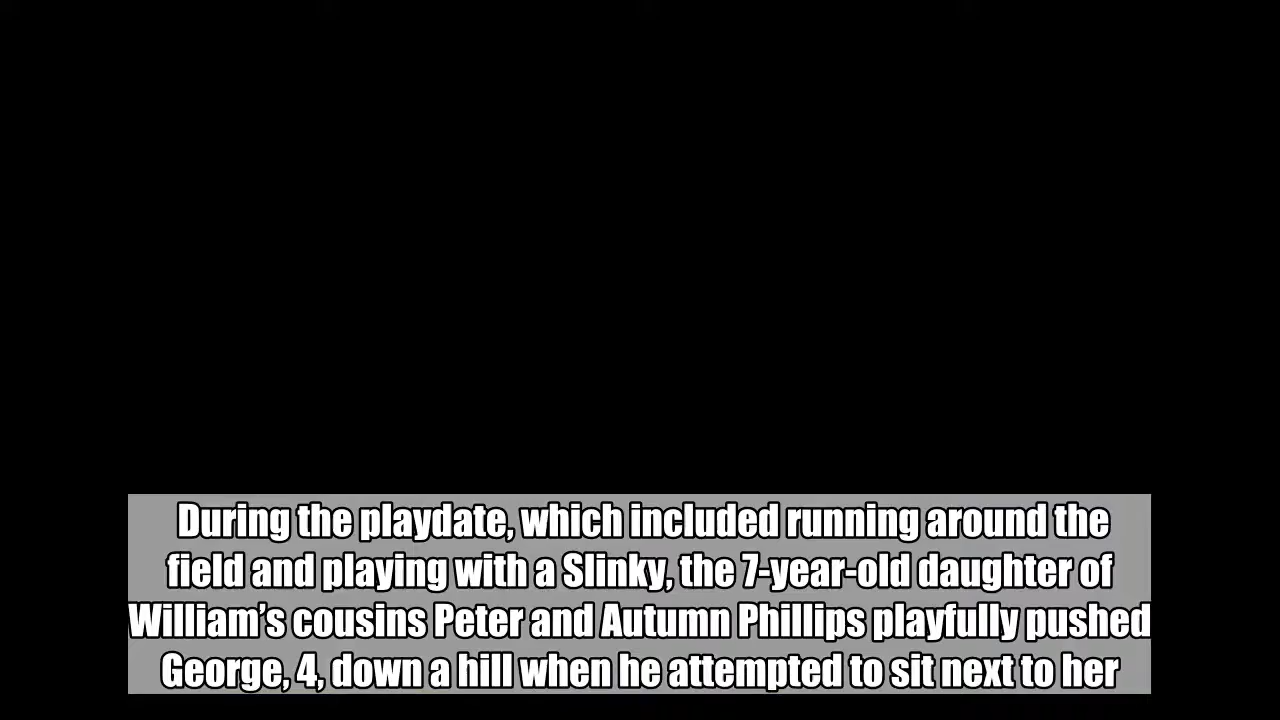 During the playdate, which included running around the
field and playing with a Slinky, the 7-year-old daughter of
William’s cousins Peter and Autumn Phillips playfully pushed
George, 4, down a hill when he attempted to sit next to her